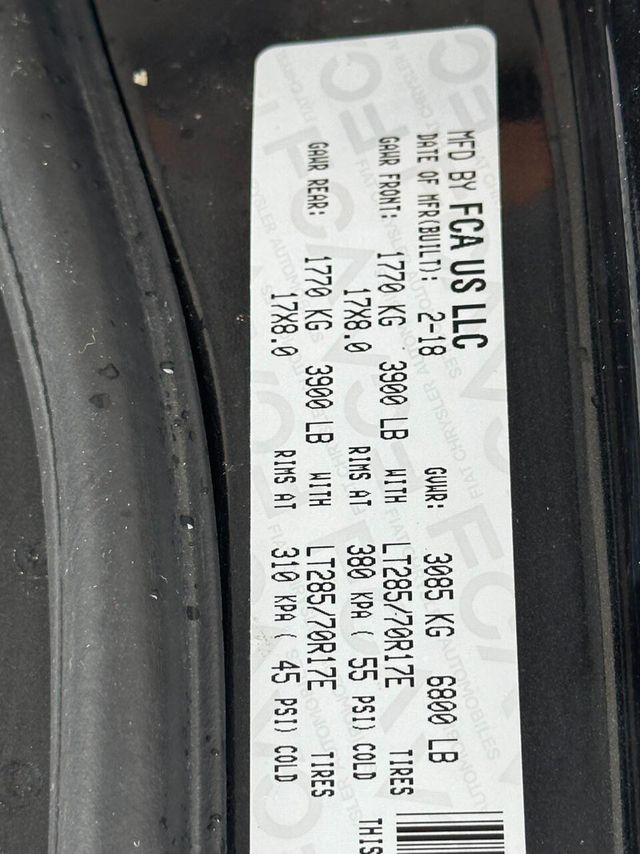 MFD BY FCA US LLC
DATE OF MFR(BUILT): 2-18 GVWR: 3085 KG 6800 LB
GAWR FRONT: 1770 KG 3900 LB WITH LT285/70R17E TIRES
17X8.0 RIMS AT 380 KPA ( 55 PSI) COLD
GAWR REAR: 1770 KG 3900 LB WITH LT285/70R17E TIRES
17X8.0 RIMS AT 310 KPA ( 45 PSI) COLD
THIS